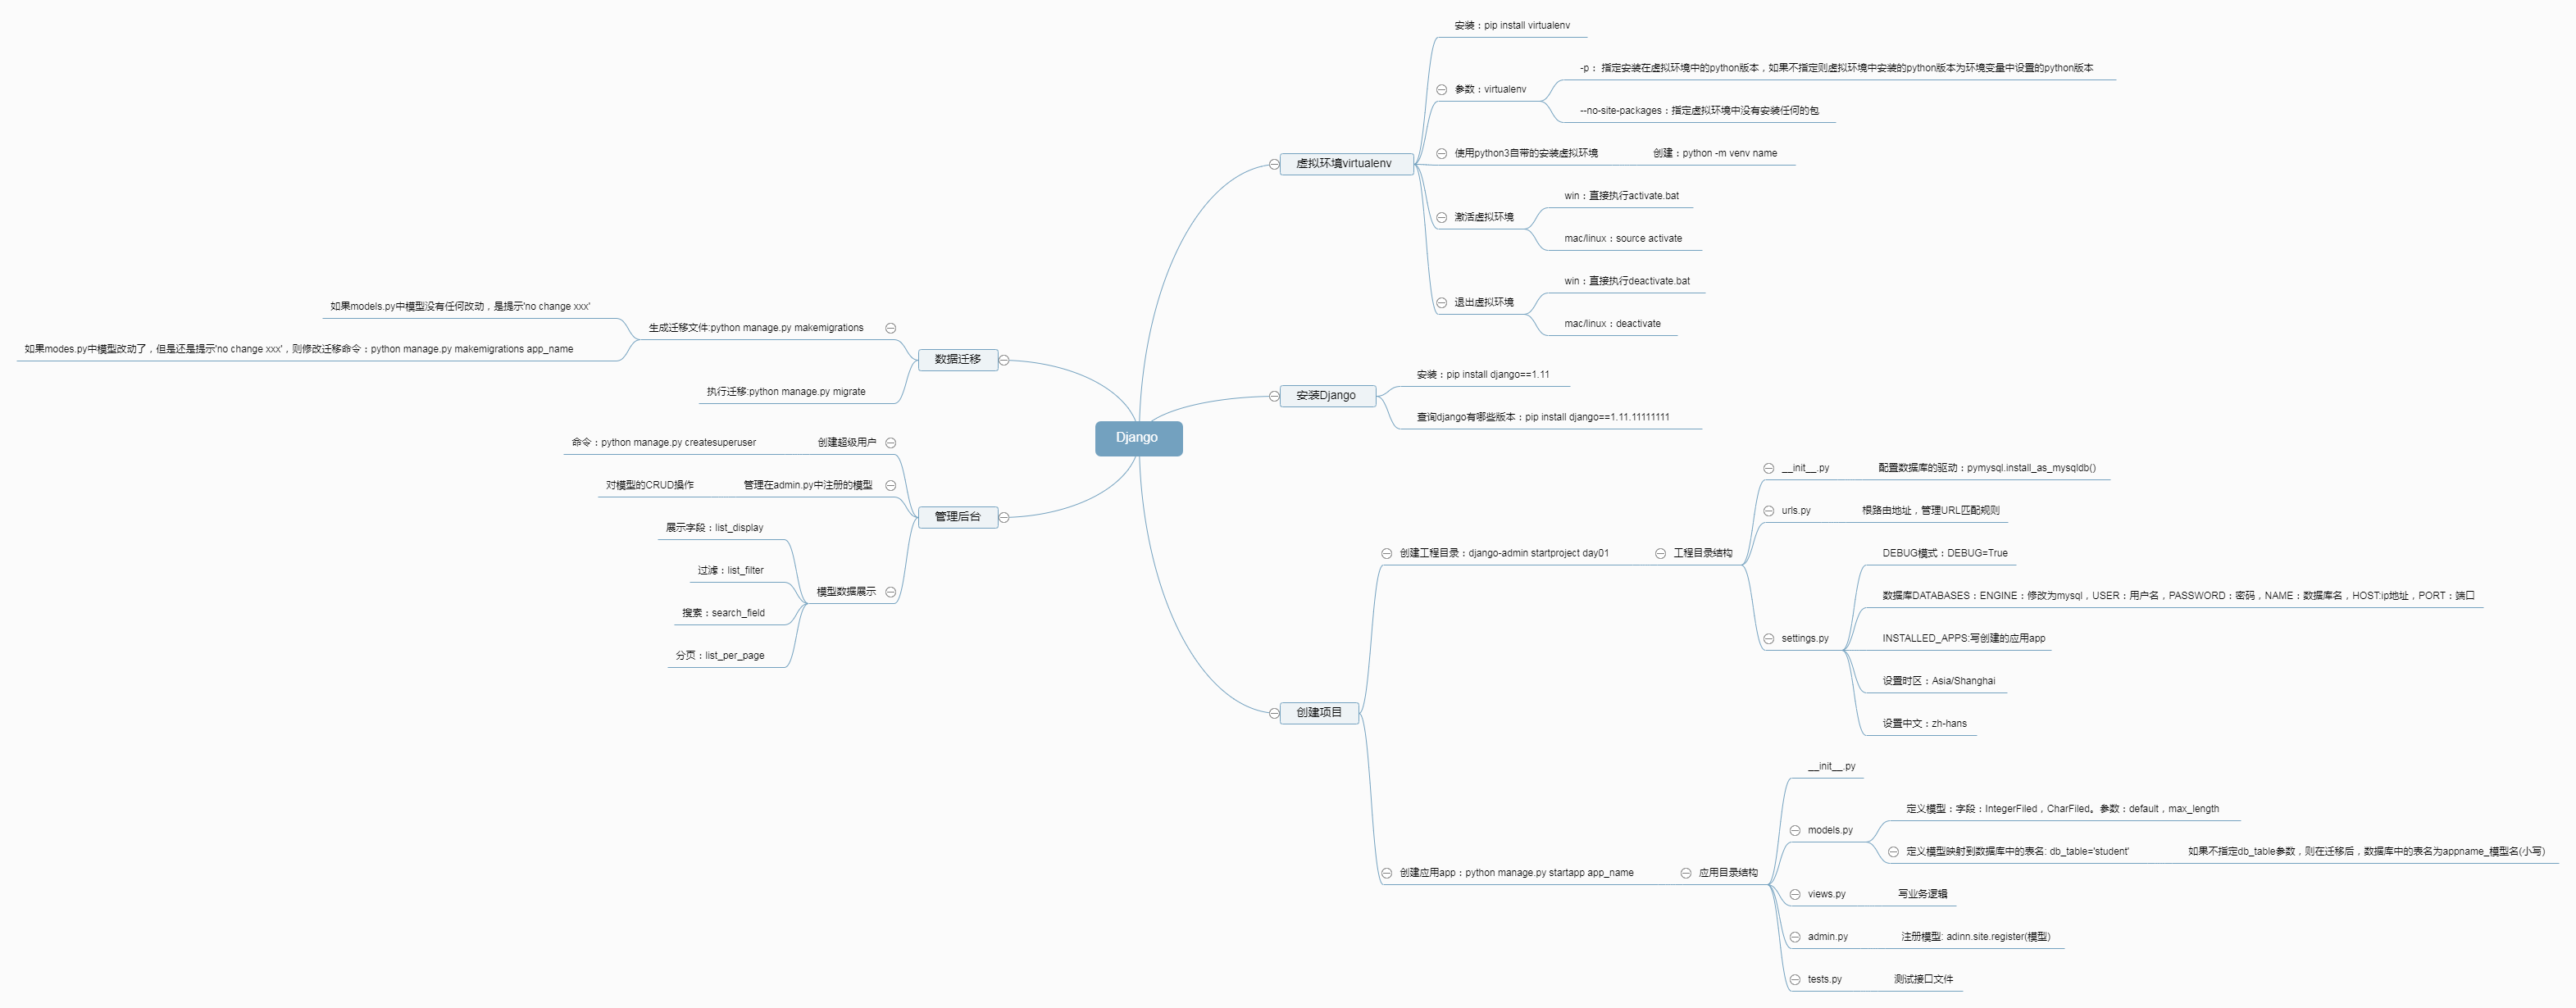 Django
虚拟环境virtualenv
安装：pip install virtualenv
参数：virtualenv
-p： 指定安装在虚拟环境中的python版本，如果不指定则虚拟环境中安装的python版本为环境变量中设置的python版本
--no-site-packages：指定虚拟环境中没有安装任何的包
使用python3自带的安装虚拟环境
创建：python -m venv name
激活虚拟环境
win：直接执行activate.bat
mac/linux：source activate
退出虚拟环境
win：直接执行deactivate.bat
mac/linux：deactivate
安装Django
安装：pip install django==1.11
查询django有哪些版本：pip install django==1.11.11111111
创建项目
创建工程目录：django-admin startproject day01
工程目录结构
__init__.py
配置数据库的驱动：pymysql.install_as_mysqldb()
urls.py
根路由地址，管理URL匹配规则
settings.py
DEBUG模式：DEBUG=True
数据库DATABASES：ENGINE：修改为mysql，USER：用户名，PASSWORD：密码，NAME：数据库名，HOST:ip地址，PORT：端口
INSTALLED_APPS:写创建的应用app
设置时区：Asia/Shanghai
设置中文：zh-hans
创建应用app：python manage.py startapp app_name
应用目录结构
__init__.py
models.py
定义模型：字段：IntegerFiled，CharFiled。参数：default，max_length
定义模型映射到数据库中的表名: db_table='student'
如果不指定db_table参数，则在迁移后，数据库中的表名为appname_模型名(小写)
views.py
写业务逻辑
admin.py
注册模型: adinn.site.register(模型)
tests.py
测试接口文件
数据迁移
生成迁移文件:python manage.py makemigrations
如果models.py中模型没有任何改动，是提示'no change xxx'
如果modes.py中模型改动了，但是还是提示'no change xxx'，则修改迁移命令：python manage.py makemigrations app_name
执行迁移:python manage.py migrate
管理后台
创建超级用户
命令：python manage.py createsuperuser
管理在admin.py中注册的模型
对模型的CRUD操作
模型数据展示
展示字段：list_display
过滤：list_filter
搜索：search_field
分页：list_per_page